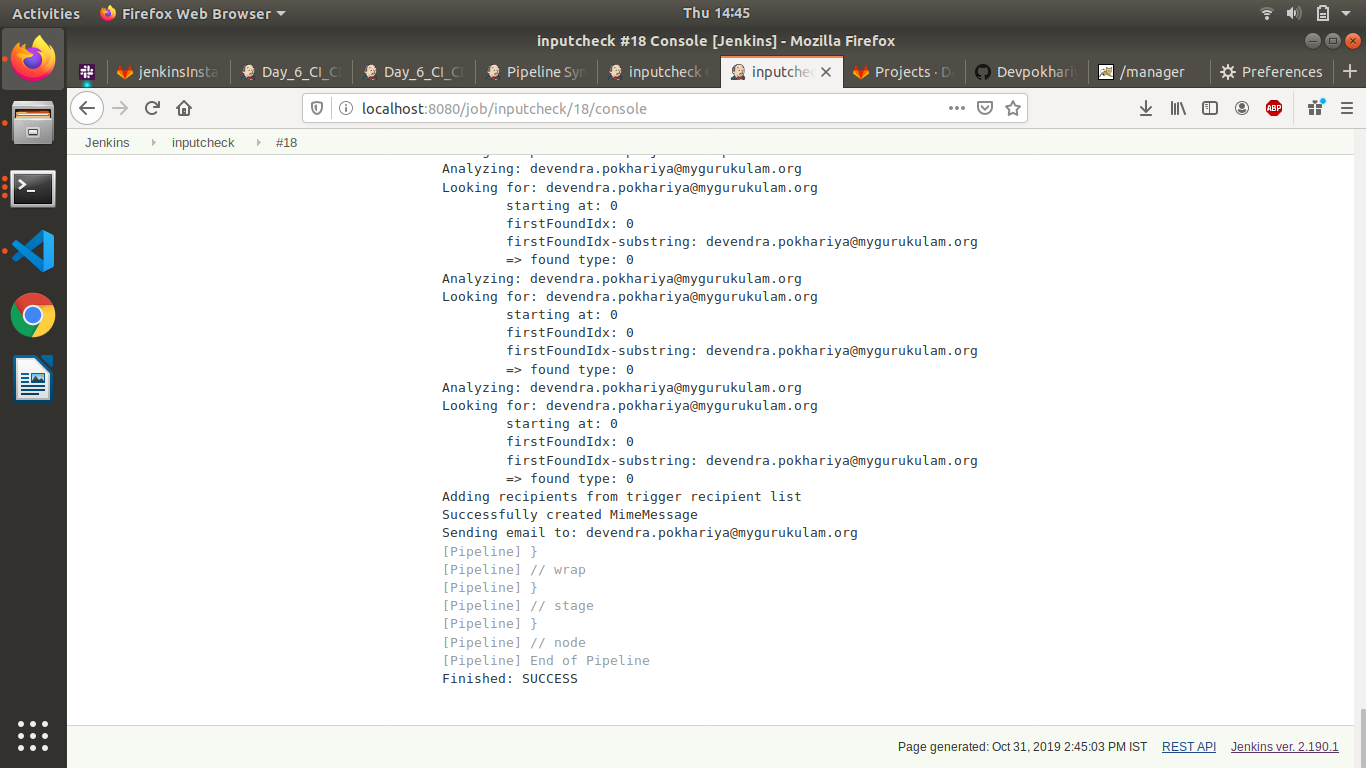 Activities Firefox Web Browser Thu 14:45
inputcheck #18 Console [Jenkins] - Mozilla Firefox
jenkinsInsta Day_6_CI_C Day_6_CI_C Pipeline Syn inputcheck inputche Projects · D Devpokhari /manager Preferences
localhost:8080/job/inputcheck/18/console
ABP
Jenkins inputcheck #18
Analyzing: devendra.pokhariya@mygurukulam.org
Looking for: devendra.pokhariya@mygurukulam.org
starting at: 0
firstFoundIdx: 0
firstFoundIdx-substring: devendra.pokhariya@mygurukulam.org
=> found type: 0
Analyzing: devendra.pokhariya@mygurukulam.org
Looking for: devendra.pokhariya@mygurukulam.org
starting at: 0
firstFoundIdx: 0
firstFoundIdx-substring: devendra.pokhariya@mygurukulam.org
=> found type: 0
Analyzing: devendra.pokhariya@mygurukulam.org
Looking for: devendra.pokhariya@mygurukulam.org
starting at: 0
firstFoundIdx: 0
firstFoundIdx-substring: devendra.pokhariya@mygurukulam.org
=> found type: 0
Adding recipients from trigger recipient list
Successfully created MimeMessage
Sending email to: devendra.pokhariya@mygurukulam.org
[Pipeline] }
[Pipeline] // wrap
[Pipeline] }
[Pipeline] // stage
[Pipeline] }
[Pipeline] // node
[Pipeline] End of Pipeline
Finished: SUCCESS
Page generated: Oct 31, 2019 2:45:03 PM IST REST API Jenkins ver. 2.190.1